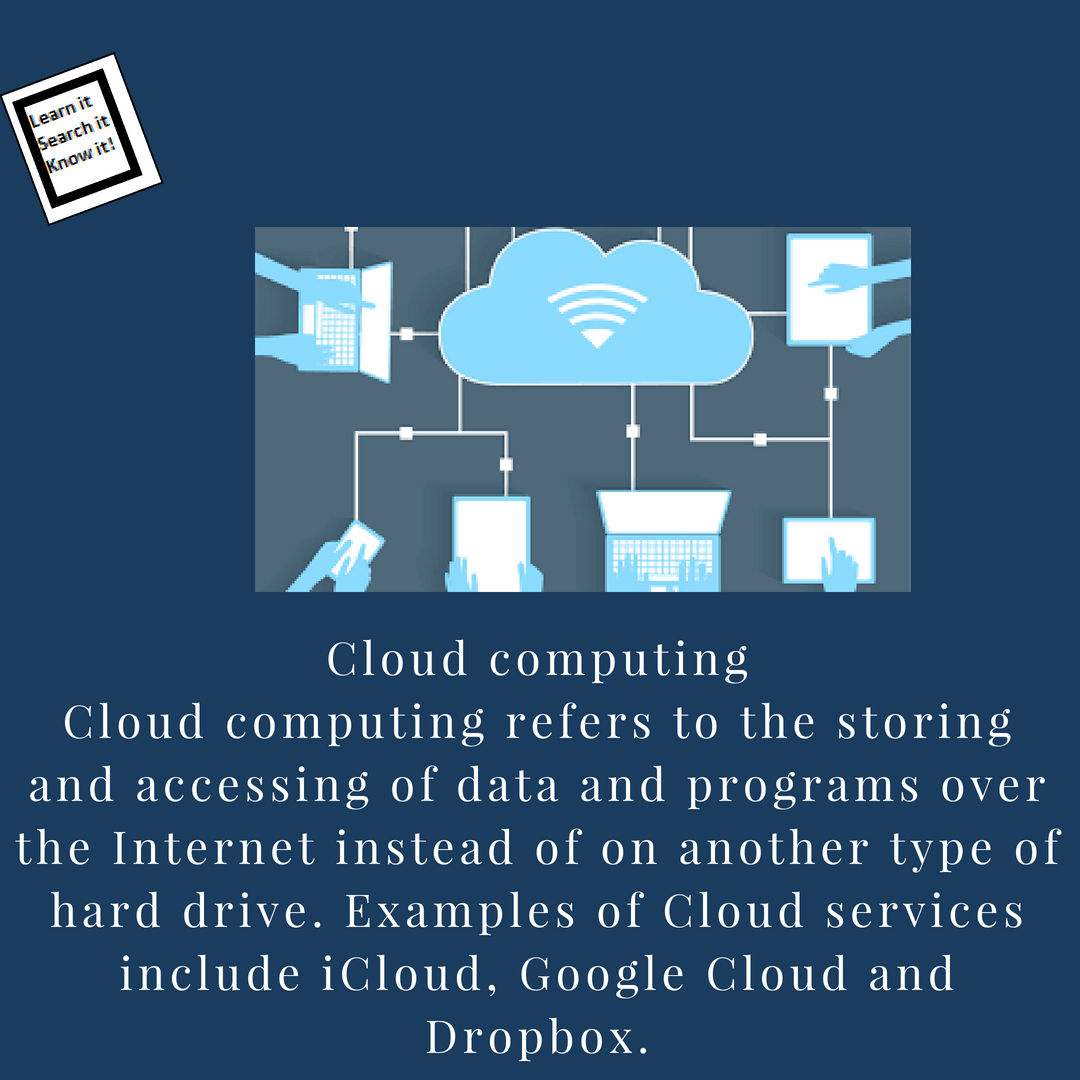 Learn it
Search it
Know it!
Cloud computing
Cloud computing refers to the storing
and accessing of data and programs over
the Internet instead of on another type of
hard drive. Examples of Cloud services
include iCloud, Google Cloud and
Dropbox.